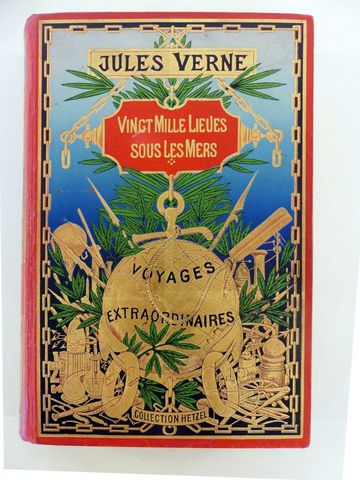 JULES VERNE
VINGT MILLE LIEUES
SOUS LES MERS
VOYAGES
EXTRAORDINAIRES
COLLECTION HETZEL